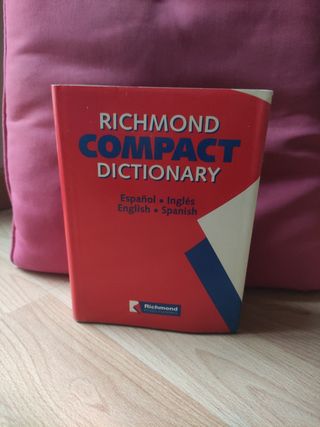 RICHMOND
COMPACT
DICTIONARY
Español • Inglés
English • Spanish
Richmond